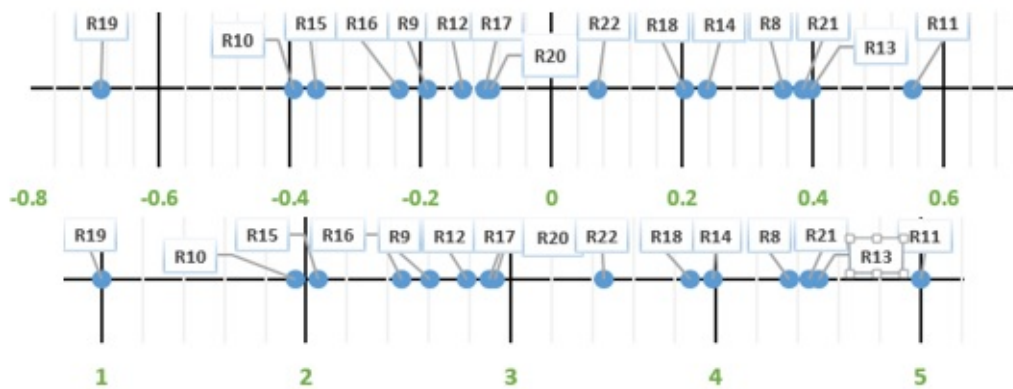 R19 R15 R16 R9 R12 R17 R22 R18 R14 R8 R21 R11
R10 R20 R13
-0.8 -0.6 -0.4 -0.2 0 0.2 0.4 0.6
R19 R15 R16 R9 R12 R17 R20 R22 R18 R14 R8 R21 R11
R10 R13
1 2 3 4 5